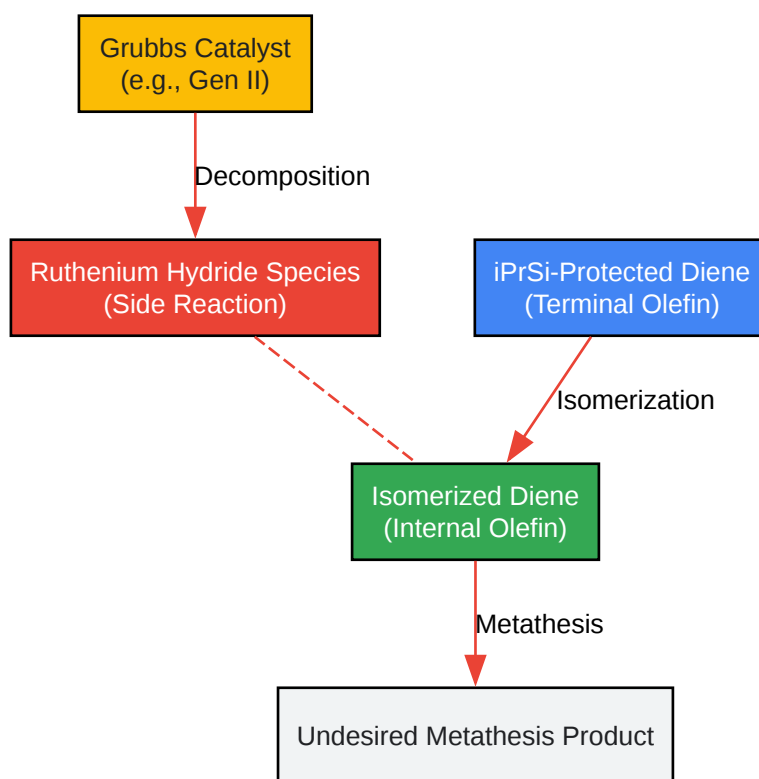 Grubbs Catalyst
(e.g., Gen II)
Decomposition
Ruthenium Hydride Species
(Side Reaction)
iPrSi-Protected Diene
(Terminal Olefin)
Isomerization
Isomerized Diene
(Internal Olefin)
Metathesis
Undesired Metathesis Product